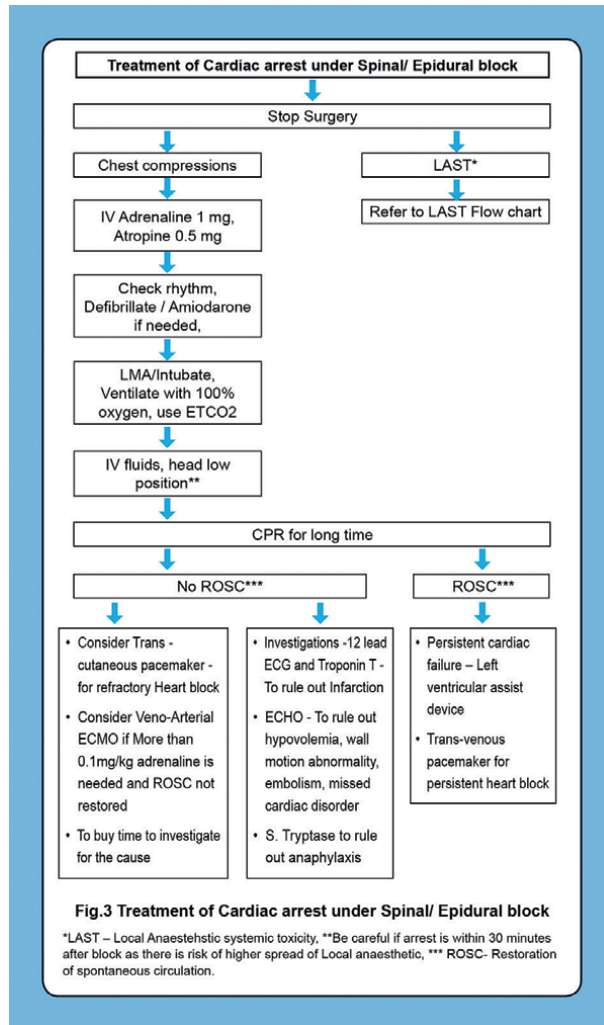 Treatment of Cardiac arrest under Spinal/ Epidural block
Stop Surgery
Chest compressions
LAST*
IV Adrenaline 1 mg,
Atropine 0.5 mg
Refer to LAST Flow chart
Check rhythm,
Defibrillate / Amiodarone
if needed,
LMA/Intubate,
Ventilate with 100%
oxygen, use ETCO2
IV fluids, head low
position**
CPR for long time
No ROSC***
ROSC***
• Consider Trans -
cutaneous pacemaker -
for refractory Heart block
• Consider Veno-Arterial
ECMO if More than
0.1mg/kg adrenaline is
needed and ROSC not
restored
• To buy time to investigate
for the cause
• Investigations -12 lead
ECG and Troponin T -
To rule out Infarction
• ECHO - To rule out
hypovolemia, wall
motion abnormality,
embolism, missed
cardiac disorder
• S. Tryptase to rule
out anaphylaxis
• Persistent cardiac
failure – Left
ventricular assist
device
• Trans-venous
pacemaker for
persistent heart block
Fig.3 Treatment of Cardiac arrest under Spinal/ Epidural block
*LAST – Local Anaestehstic systemic toxicity, **Be careful if arrest is within 30 minutes
after block as there is risk of higher spread of Local anaesthetic, *** ROSC- Restoration
of spontaneous circulation.